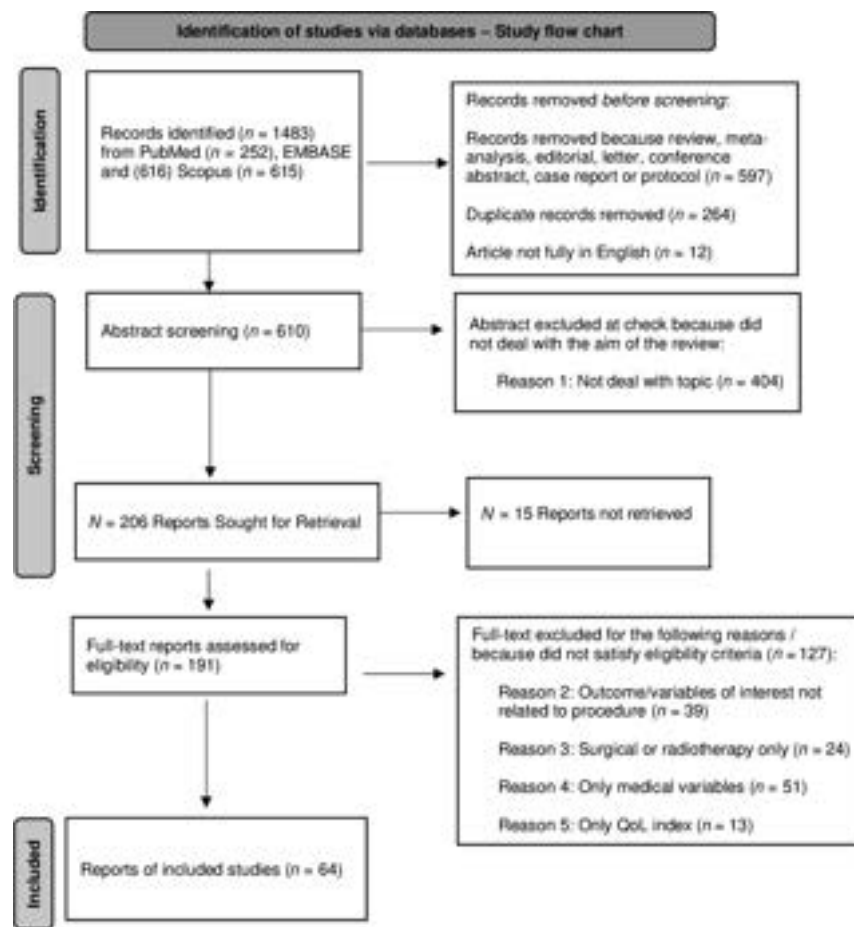 Identification of studies via databases – Study flow chart
Identification
Records identified (n = 1483)
from PubMed (n = 252), EMBASE
and (616) Scopus (n = 615)
Records removed before screening:
Records removed because review, meta-
analysis, editorial, letter, conference
abstract, case report or protocol (n = 597)
Duplicate records removed (n = 264)
Article not fully in English (n = 12)
Screening
Abstract screening (n = 610)
Abstract excluded at check because did
not deal with the aim of the review:
Reason 1: Not deal with topic (n = 404)
N = 206 Reports Sought for Retrieval
N = 15 Reports not retrieved
Full-text reports assessed for
eligibility (n = 191)
Full-text excluded for the following reasons /
because did not satisfy eligibility criteria (n = 127):
Reason 2: Outcome/variables of interest not
related to procedure (n = 39)
Reason 3: Surgical or radiotherapy only (n = 24)
Reason 4: Only medical variables (n = 51)
Reason 5: Only QoL index (n = 13)
Included
Reports of included studies (n = 64)